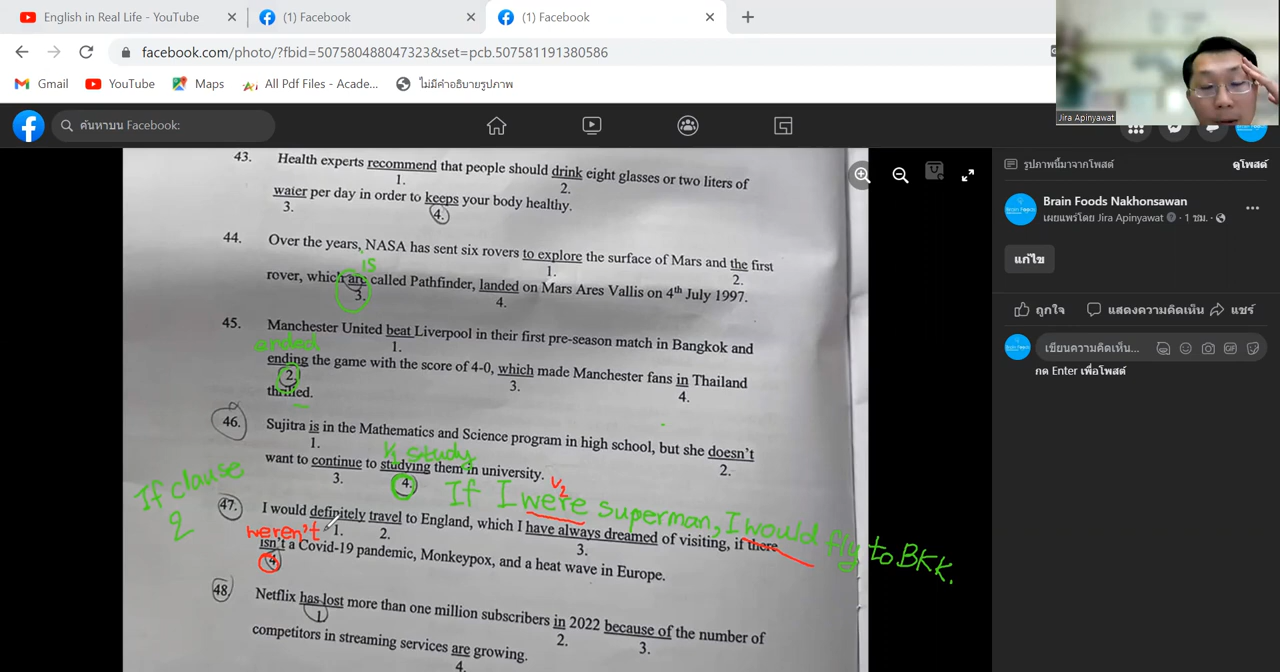 English in Real Life - YouTube
(1) Facebook
(1) Facebook
facebook.com/photo/?fbid=507580488047323&set=pcb.507581191380586
Gmail YouTube Maps All Pdf Files - Acade... ไม่มีคำอธิบายรูปภาพ
Jira Apinyawat
ค้นหาบน Facebook:
43. Health experts recommend that people should drink eight glasses or two liters of
1. 2.
water per day in order to keeps your body healthy.
3. 4.
44. Over the years, NASA has sent six rovers to explore the surface of Mars and the first
is 1. 2.
rover, which are called Pathfinder, landed on Mars Ares Vallis on 4th July 1997.
3. 4.
45. Manchester United beat Liverpool in their first pre-season match in Bangkok and
ended 1.
ending the game with the score of 4-0, which made Manchester fans in Thailand
2. 3. 4.
thrilled.
46. Sujitra is in the Mathematics and Science program in high school, but she doesn't
1. study 2.
want to continue to studying them in university.
3. 4.
If clause 2
V2
If I were superman, I would fly to BKK.
47. I would definitely travel to England, which I have always dreamed of visiting, if there
weren't 1. 2. 3.
isn't a Covid-19 pandemic, Monkeypox, and a heat wave in Europe.
4
48. Netflix has lost more than one million subscribers in 2022 because of the number of
1 2. 3.
competitors in streaming services are growing.
4.
รูปภาพนี้มาจากโพสต์ ดูโพสต์
Brain Foods Nakhonsawan
เผยแพร่โดย Jira Apinyawat · 1 ชม. ·
แก้ไข
ถูกใจ แสดงความคิดเห็น แชร์
เขียนความคิดเห็น...
กด Enter เพื่อโพสต์